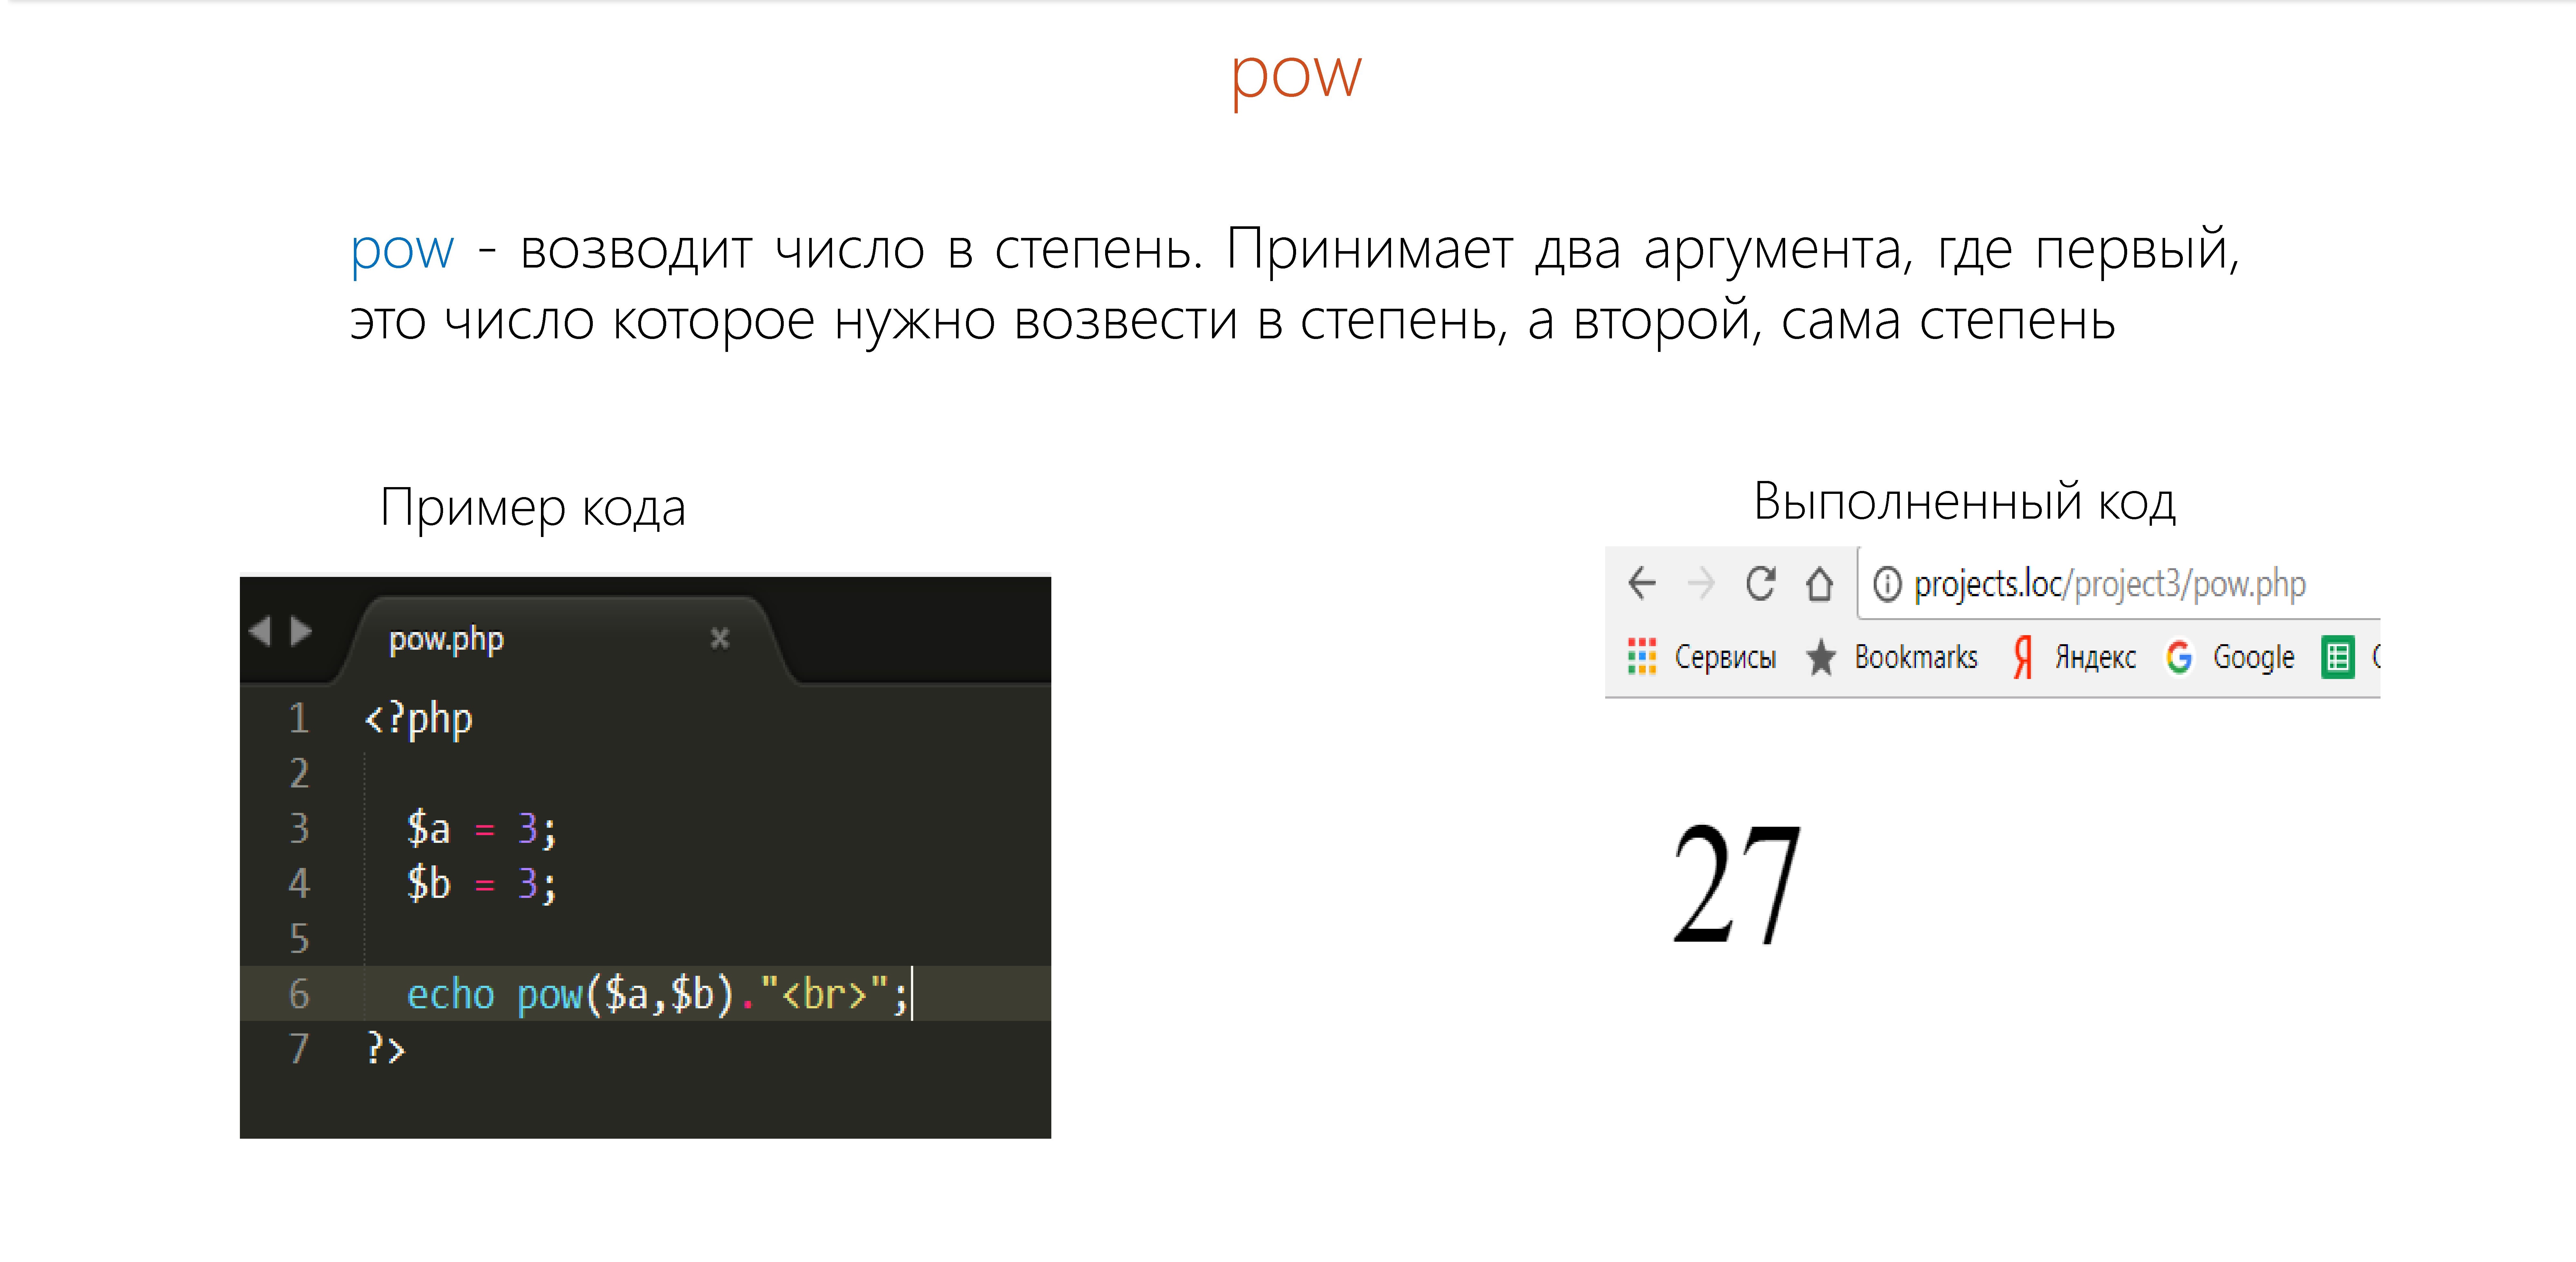 pow
pow - возводит число в степень. Принимает два аргумента, где первый,
это число которое нужно возвести в степень, а второй, сама степень
Пример кода
pow.php
1 <?php
2
3 $a = 3;
4 $b = 3;
5
6 echo pow($a,$b)."<br>";
7 ?>
Выполненный код
projects.loc/project3/pow.php
Сервисы Bookmarks Яндекс Google
27